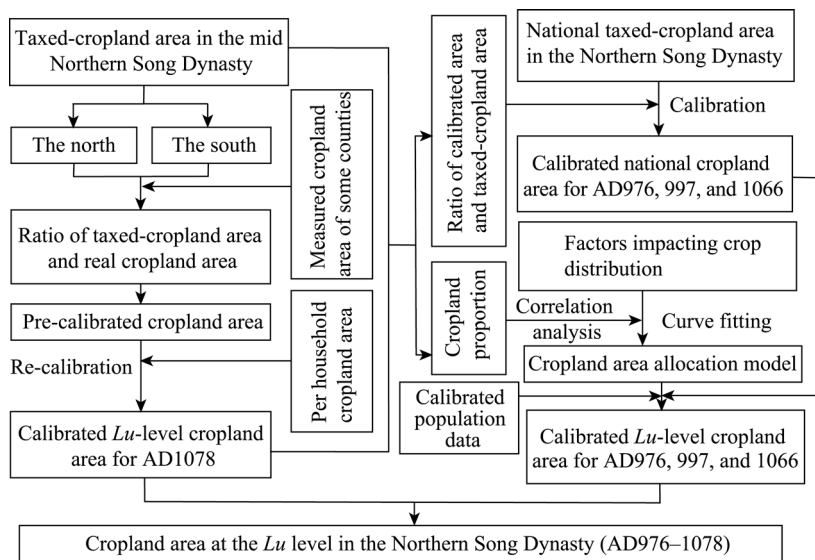 Taxed-cropland area in the mid
Northern Song Dynasty
The north
The south
Measured cropland
area of some counties
Ratio of taxed-cropland area
and real cropland area
Pre-calibrated cropland area
Re-calibration
Per household
cropland area
Calibrated Lu-level cropland
area for AD1078
Ratio of calibrated area
and taxed-cropland area
Cropland
proportion
National taxed-cropland area
in the Northern Song Dynasty
Calibration
Calibrated national cropland
area for AD976, 997, and 1066
Factors impacting crop
distribution
Correlation
analysis
Curve fitting
Cropland area allocation model
Calibrated
population
data
Calibrated Lu-level cropland
area for AD976, 997, and 1066
Cropland area at the Lu level in the Northern Song Dynasty (AD976–1078)